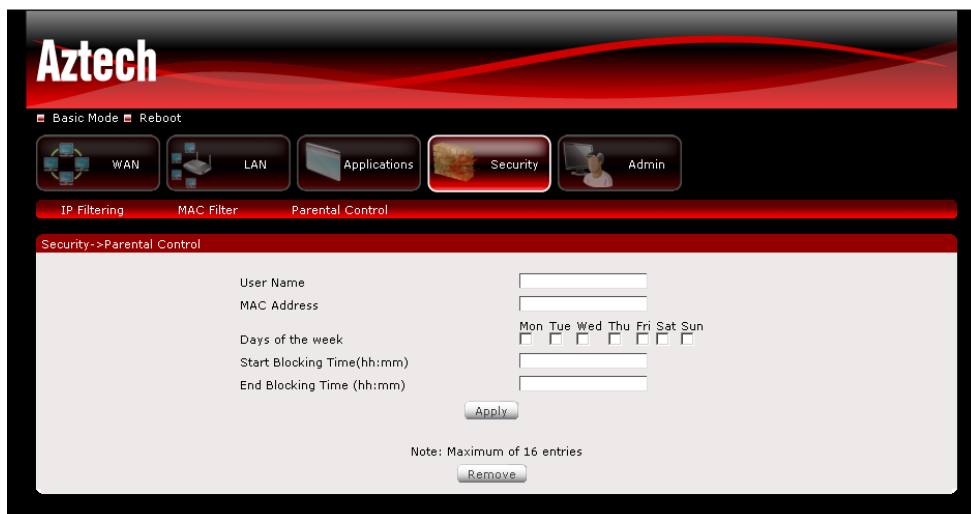 Aztech
Basic Mode Reboot
WAN LAN Applications Security Admin
IP Filtering MAC Filter Parental Control
Security->Parental Control
User Name
MAC Address
Mon Tue Wed Thu Fri Sat Sun
Days of the week
Start Blocking Time(hh:mm)
End Blocking Time (hh:mm)
Apply
Note: Maximum of 16 entries
Remove